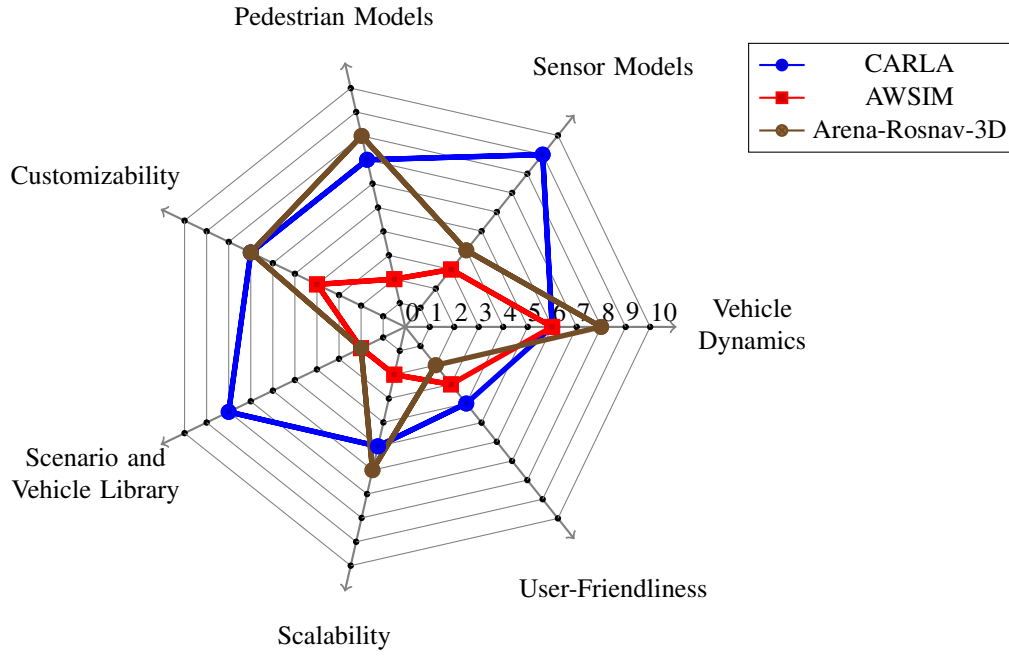 Pedestrian Models
Sensor Models
CARLA
AWSIM
Arena-Rosnav-3D
Customizability
0 1 2 3 4 5 6 7 8 9 10
Vehicle
Dynamics
Scenario and
Vehicle Library
User-Friendliness
Scalability